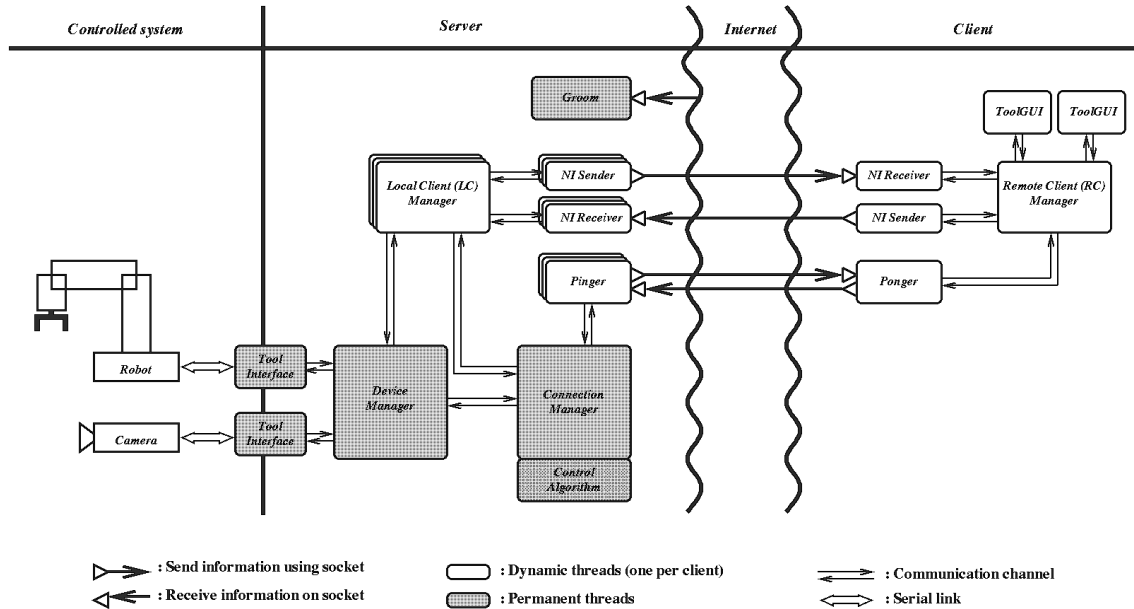 Controlled system
Server
Internet
Client
Groom
ToolGUI
ToolGUI
Local Client (LC)
Manager
NI Sender
NI Receiver
NI Receiver
NI Sender
Remote Client (RC)
Manager
Pinger
Ponger
Robot
Tool
Interface
Device
Manager
Connection
Manager
Camera
Tool
Interface
Control
Algorithm
: Send information using socket
: Receive information on socket
: Dynamic threads (one per client)
: Permanent threads
: Communication channel
: Serial link